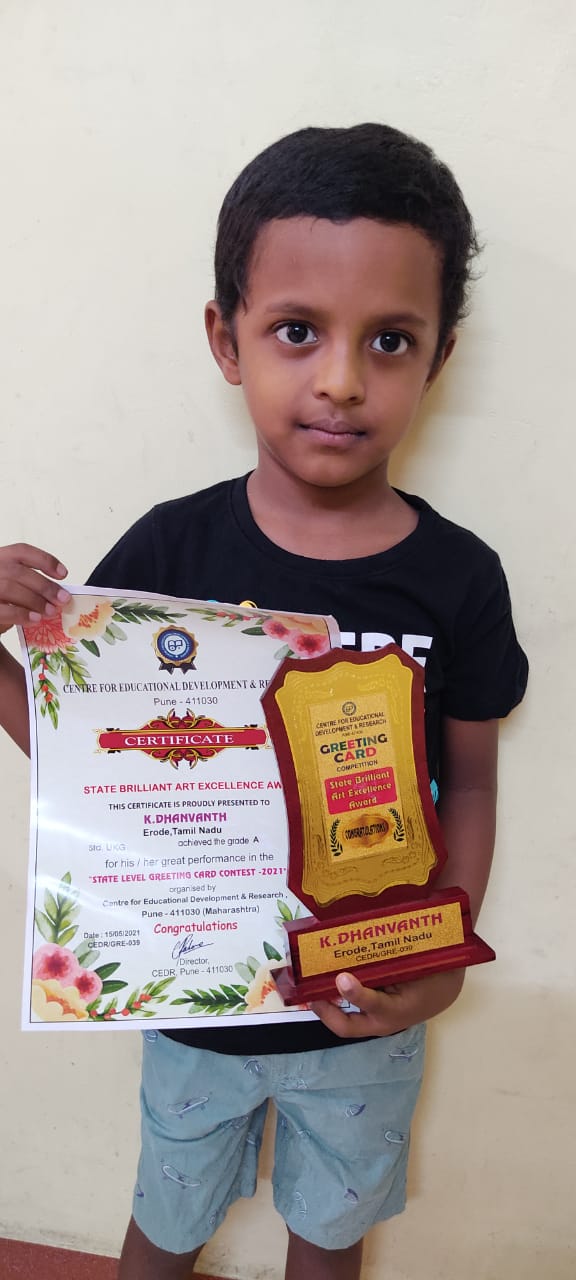 CENTRE FOR EDUCATIONAL DEVELOPMENT & RE
Pune - 411030
CERTIFICATE
STATE BRILLIANT ART EXCELLENCE AW
THIS CERTIFICATE IS PROUDLY PRESENTED TO
K.DHANVANTH
Erode,Tamil Nadu
Std. UKG achieved the grade A
for his / her great performance in the
"STATE LEVEL GREETING CARD CONTEST -2021"
organised by
Centre for Educational Development & Research ,
Pune - 411030 (Maharashtra)
Congratulations
Date : 15/05/2021
CEDR/GRE-039
Director,
CEDR, Pune - 411030
CENTRE FOR EDUCATIONAL
DEVELOPMENT & RESEARCH
GREETING
CARD
COMPETITION
State Brilliant
Art Excellence
Award
CONGRATULATIONS
K.DHANVANTH
Erode,Tamil Nadu
CEDR/GRE-039